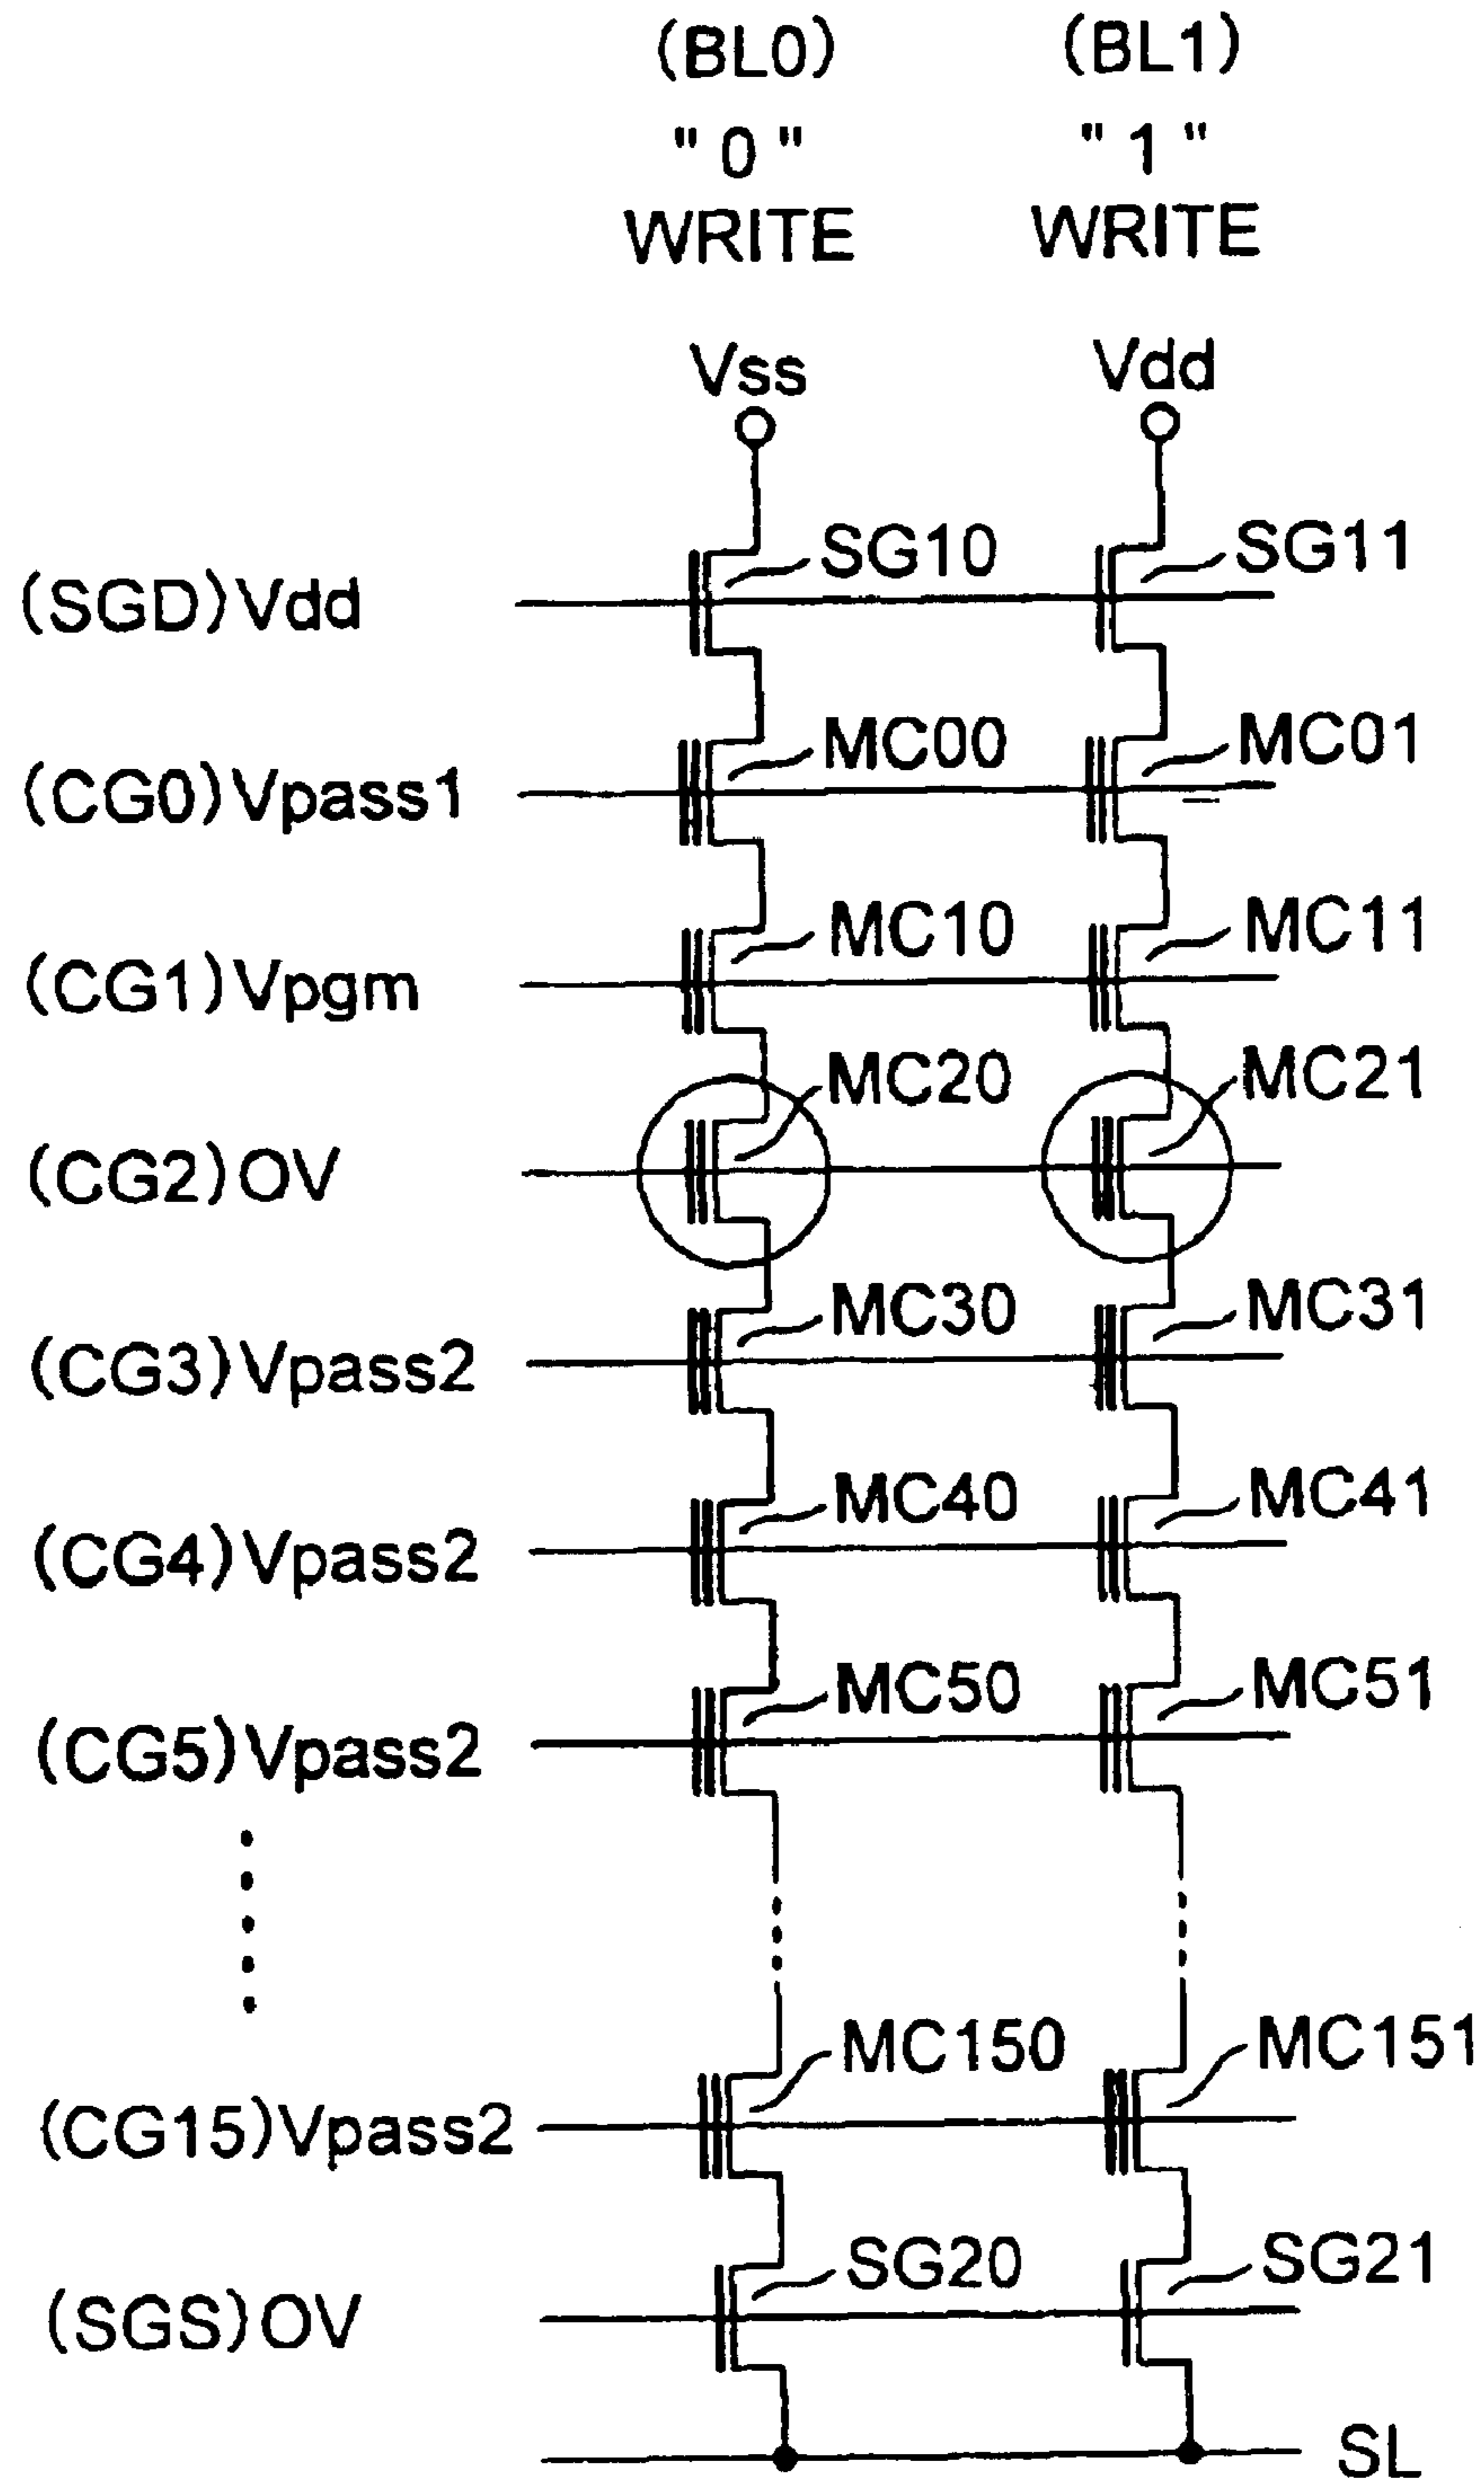 (BL0) (BL1)
"0" "1"
WRITE WRITE
Vss Vdd
SG10 SG11
(SGD)Vdd
MC00 MC01
(CG0)Vpass1
MC10 MC11
(CG1)Vpgm
MC20 MC21
(CG2)OV
MC30 MC31
(CG3)Vpass2
MC40 MC41
(CG4)Vpass2
MC50 MC51
(CG5)Vpass2
MC150 MC151
(CG15)Vpass2
SG20 SG21
(SGS)OV
SL